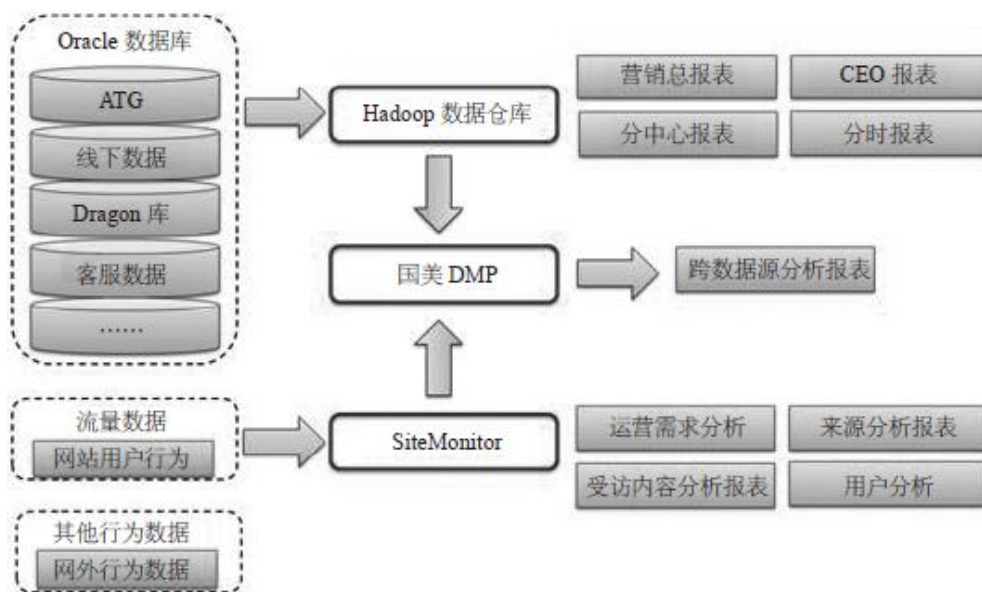 Oracle 数据库
ATG
线下数据
Dragon 库
客服数据
……
流量数据
网站用户行为
其他行为数据
网外行为数据
Hadoop 数据仓库
国美 DMP
SiteMonitor
营销总报表
CEO 报表
分中心报表
分时报表
跨数据源分析报表
运营需求分析
来源分析报表
受访内容分析报表
用户分析